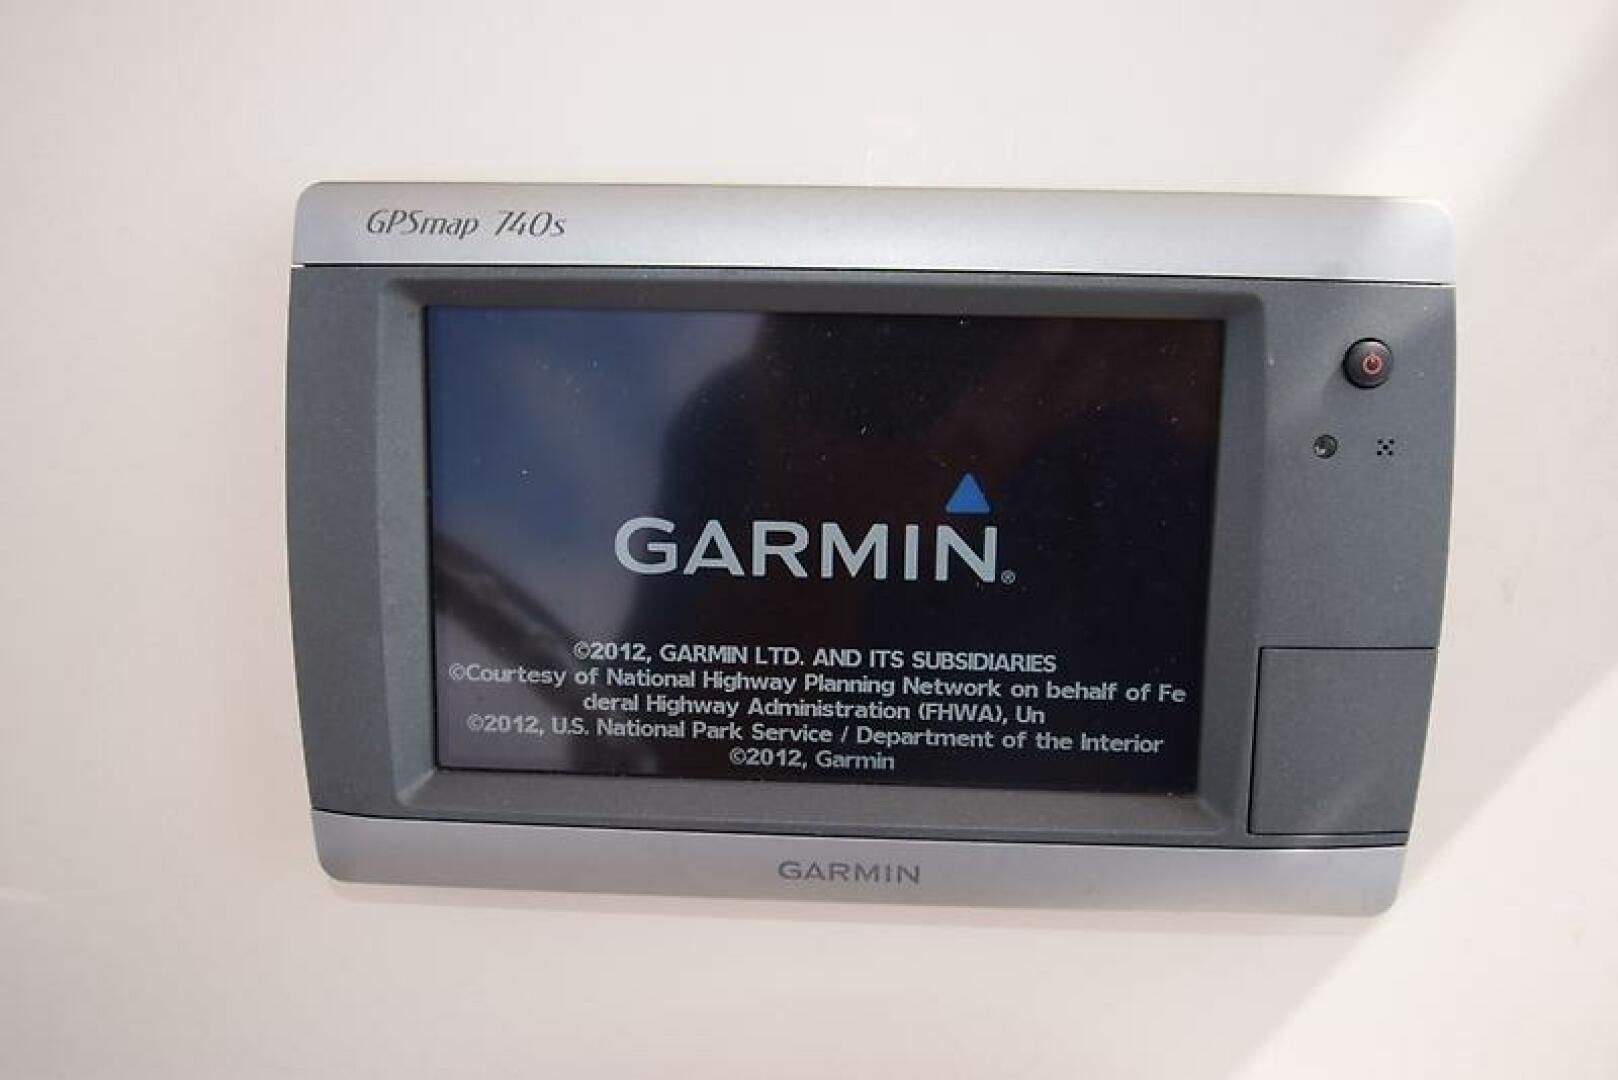 GPSmap 740s
GARMIN®
©2012, GARMIN LTD. AND ITS SUBSIDIARIES
©Courtesy of National Highway Planning Network on behalf of Fe
deral Highway Administration (FHWA), Un
©2012, U.S. National Park Service / Department of the Interior
©2012, Garmin
GARMIN